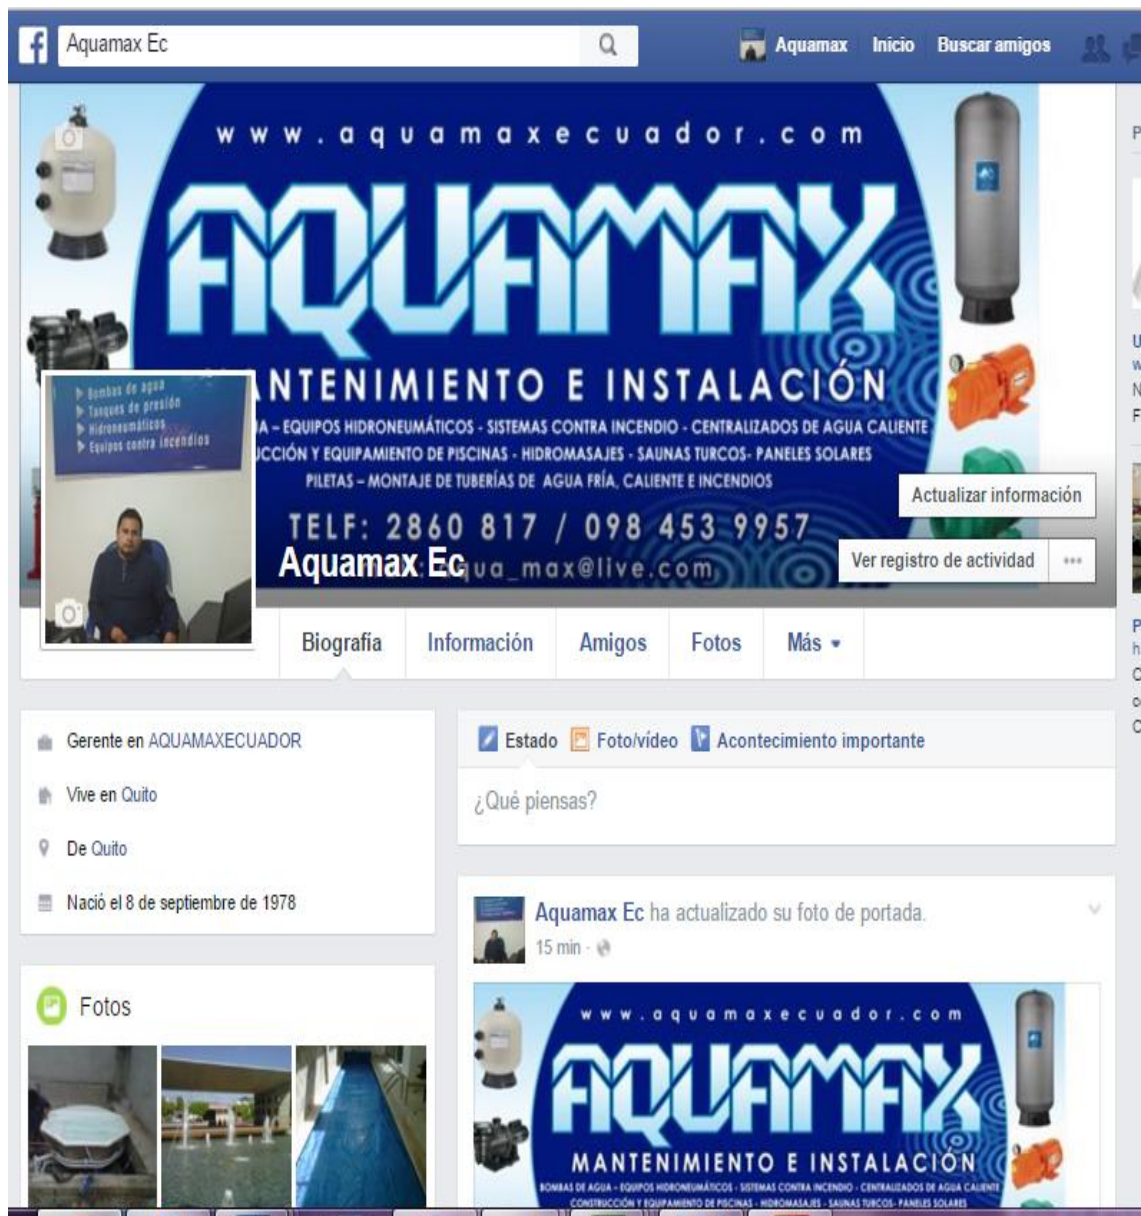 Aquamax Ec
Aquamax Inicio Buscar amigos
www.aquamaxecuador.com
AQUAMAX
MANTENIMIENTO E INSTALACIÓN
EQUIPOS HIDRONEUMÁTICOS - SISTEMAS CONTRA INCENDIO - CENTRALIZADOS DE AGUA CALIENTE
Y EQUIPAMIENTO DE PISCINAS - HIDROMASAJES - SAUNAS TURCOS- PANELES SOLARES
PILETAS – MONTAJE DE TUBERÍAS DE AGUA FRÍA, CALIENTE E INCENDIOS
TELF: 2860 817 / 098 453 9957
Bombas de agua
Tanques de presión
Hidroneumáticos
Equipos contra incendios
Aquamax Ec
Actualizar información
Ver registro de actividad ...
Biografía Información Amigos Fotos Más
Gerente en AQUAMAXECUADOR
Vive en Quito
De Quito
Nació el 8 de septiembre de 1978
Fotos
Estado Foto/vídeo Acontecimiento importante
¿Qué piensas?
Aquamax Ec ha actualizado su foto de portada.
15 min ·
www.aquamaxecuador.com
AQUAMAX
MANTENIMIENTO E INSTALACIÓN
BOMBAS DE AGUA - EQUIPOS HIDRONEUMÁTICOS - SISTEMAS CONTRA INCENDIO - CENTRALIZADOS DE AGUA CALIENTE
CONSTRUCCIÓN Y EQUIPAMIENTO DE PISCINAS - HIDROMASAJES - SAUNAS TURCOS- PANELES SOLARES